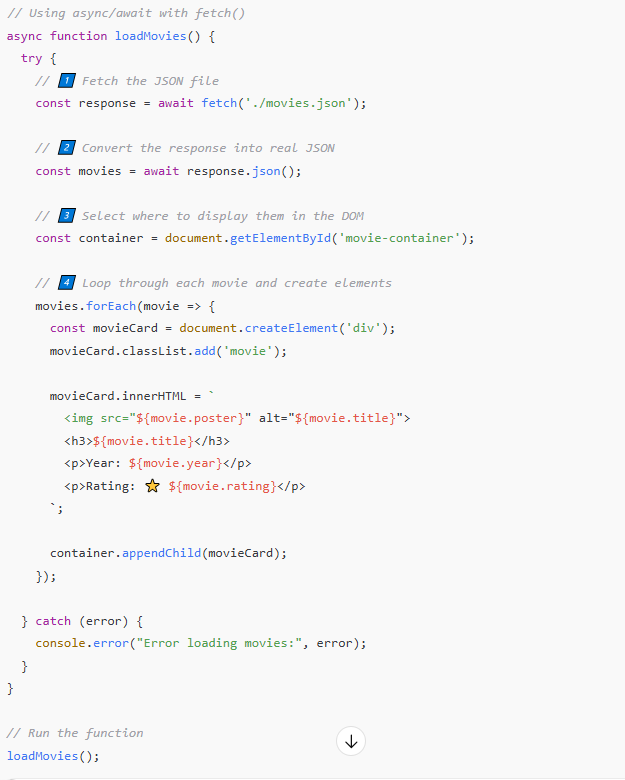 // Using async/await with fetch()
async function loadMovies() {
  try {
    // 1️⃣ Fetch the JSON file
    const response = await fetch('./movies.json');

    // 2️⃣ Convert the response into real JSON
    const movies = await response.json();

    // 3️⃣ Select where to display them in the DOM
    const container = document.getElementById('movie-container');

    // 4️⃣ Loop through each movie and create elements
    movies.forEach(movie => {
      const movieCard = document.createElement('div');
      movieCard.classList.add('movie');

      movieCard.innerHTML = `
        <img src="${movie.poster}" alt="${movie.title}">
        <h3>${movie.title}</h3>
        <p>Year: ${movie.year}</p>
        <p>Rating: ⭐ ${movie.rating}</p>
      `;

      container.appendChild(movieCard);
    });

  } catch (error) {
    console.error("Error loading movies:", error);
  }
}

// Run the function
loadMovies();